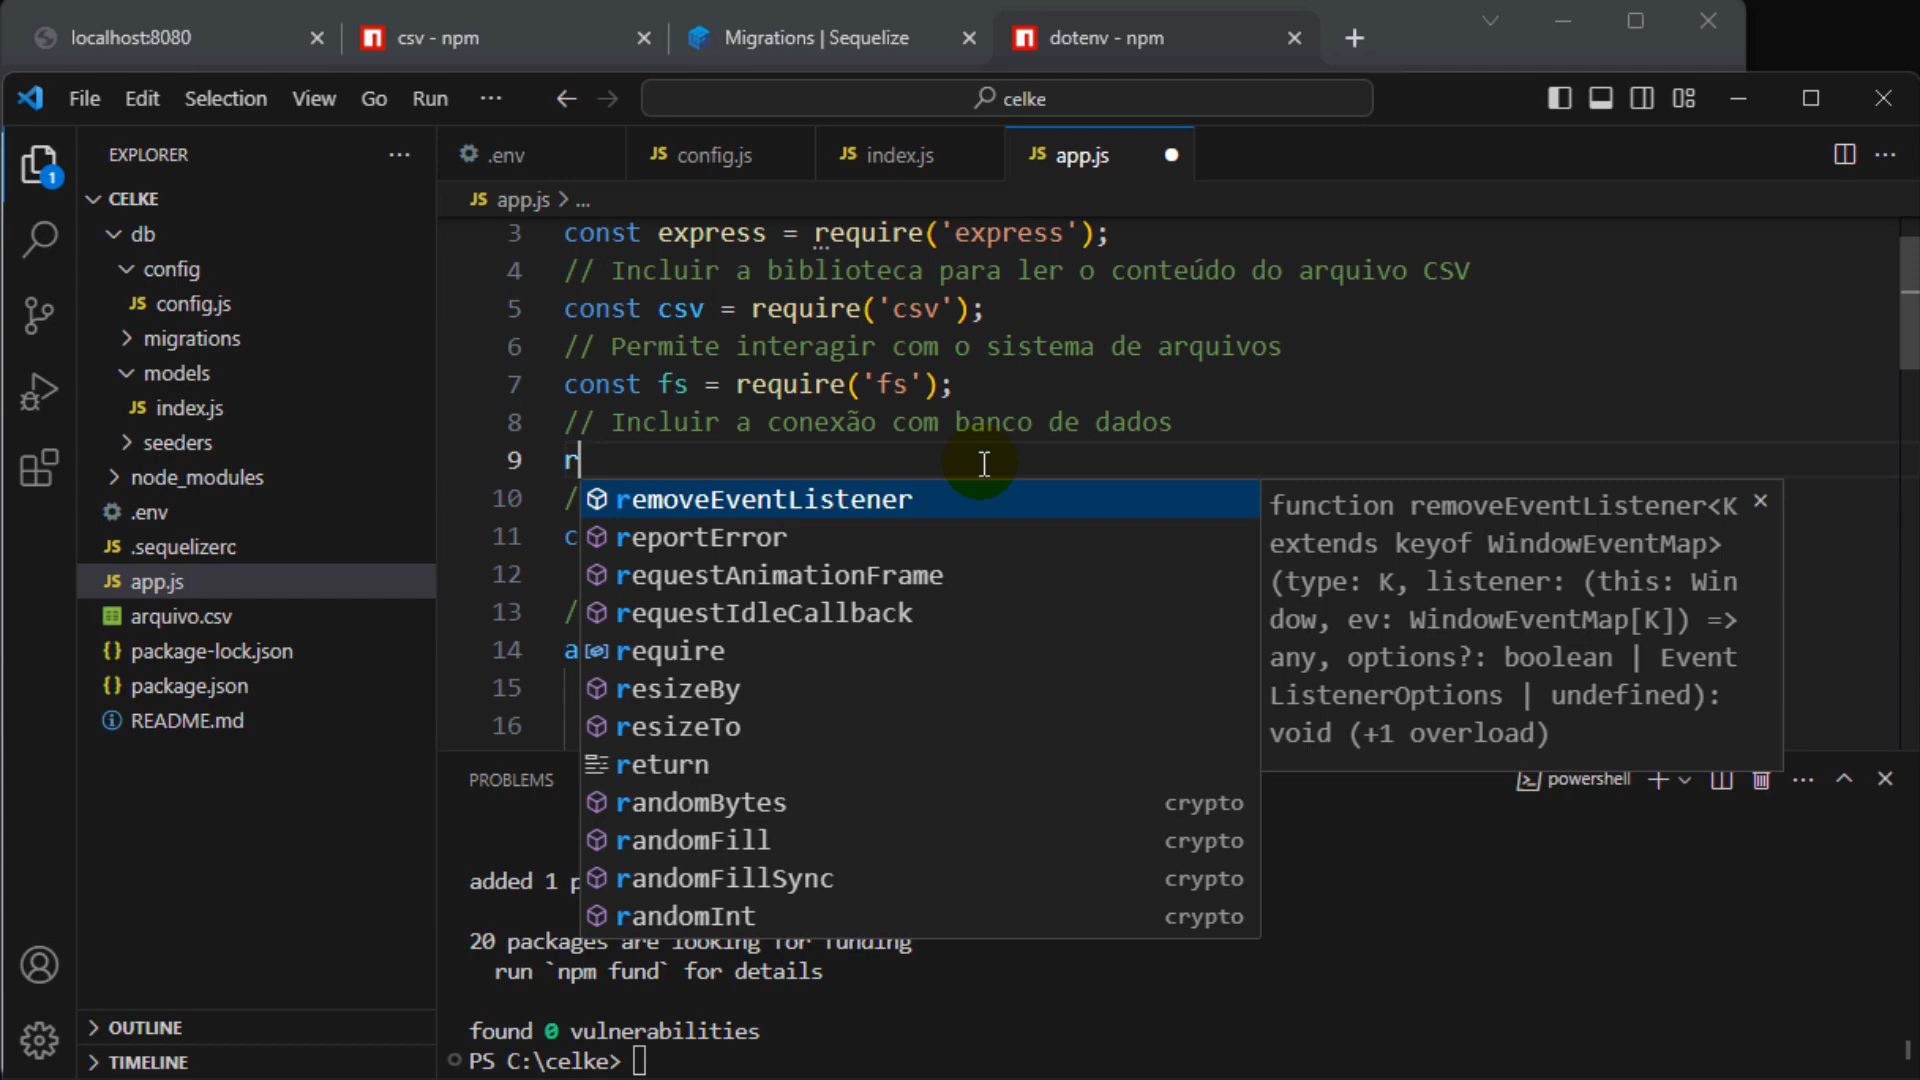 localhost:8080
csv - npm
Migrations | Sequelize
dotenv - npm
File Edit Selection View Go Run ...
celke
EXPLORER
.env
JS config.js
JS index.js
JS app.js
JS app.js > ...
CELKE
db
config
JS config.js
migrations
models
JS index.js
seeders
node_modules
.env
JS .sequelizerc
JS app.js
arquivo.csv
{} package-lock.json
{} package.json
README.md
OUTLINE
TIMELINE
1
3 const express = require('express');
4 // Incluir a biblioteca para ler o conteúdo do arquivo CSV
5 const csv = require('csv');
6 // Permite interagir com o sistema de arquivos
7 const fs = require('fs');
8 // Incluir a conexão com banco de dados
9 r
10 /
11 c
12
13 /
14 a
15
16
removeEventListener
reportError
requestAnimationFrame
requestIdleCallback
require
resizeBy
resizeTo
return
randomBytes crypto
randomFill crypto
randomFillSync crypto
randomInt crypto
function removeEventListener<K
extends keyof WindowEventMap>
(type: K, listener: (this: Win
dow, ev: WindowEventMap[K]) =>
any, options?: boolean | Event
ListenerOptions | undefined):
void (+1 overload)
PROBLEMS
powershell
added 1 p
20 packages are looking for funding
run `npm fund` for details
found 0 vulnerabilities
PS C:\celke>